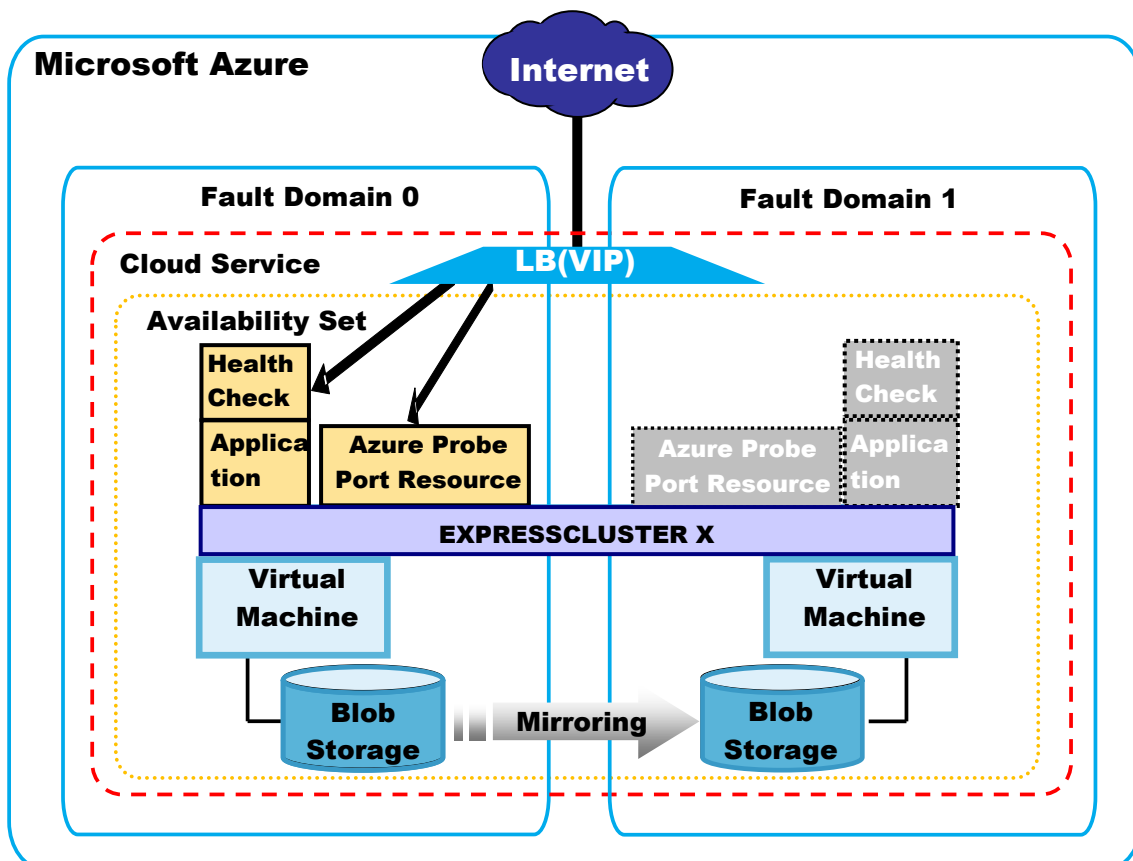 Microsoft Azure
Internet
Fault Domain 0
Fault Domain 1
LB(VIP)
Cloud Service
Availability Set
Health
Check
Applica
tion
Azure Probe
Port Resource
Health
Check
Azure Probe
Port Resource
Applica
tion
EXPRESSCLUSTER X
Virtual
Machine
Virtual
Machine
Blob
Storage
Mirroring
Blob
Storage